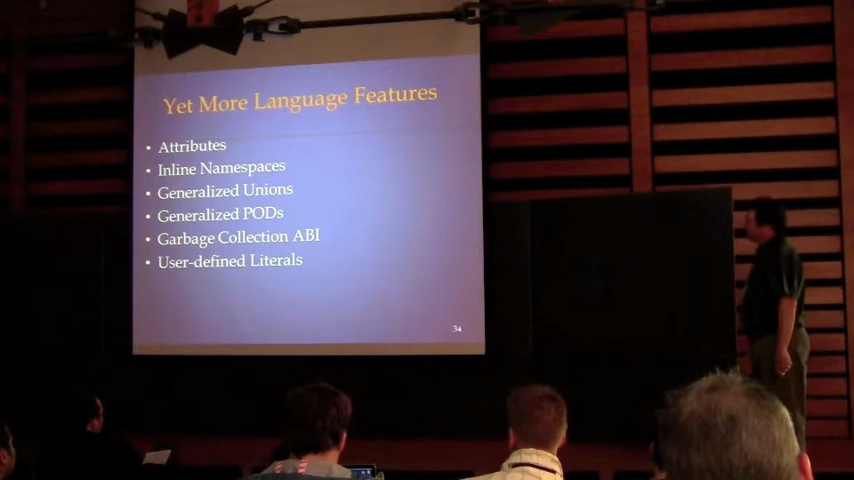 Yet More Language Features
• Attributes
• Inline Namespaces
• Generalized Unions
• Generalized PODs
• Garbage Collection ABI
• User-defined Literals
34